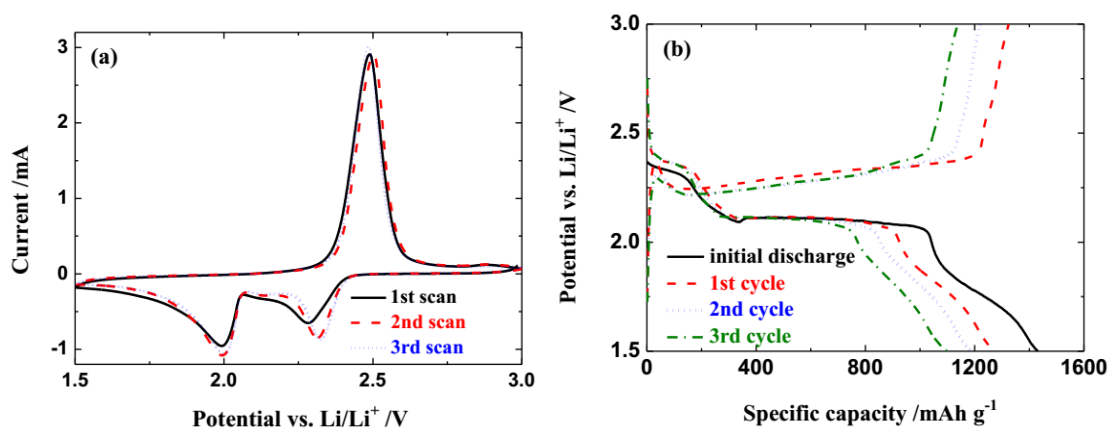 (a)
Current /mA
3
2
1
0
-1
1st scan
2nd scan
3rd scan
1.5
2.0
2.5
3.0
Potential vs. Li/Li⁺ /V
(b)
Potential vs. Li/Li⁺ /V
3.0
2.5
2.0
1.5
initial discharge
1st cycle
2nd cycle
3rd cycle
0
400
800
1200
1600
Specific capacity /mAh g⁻¹